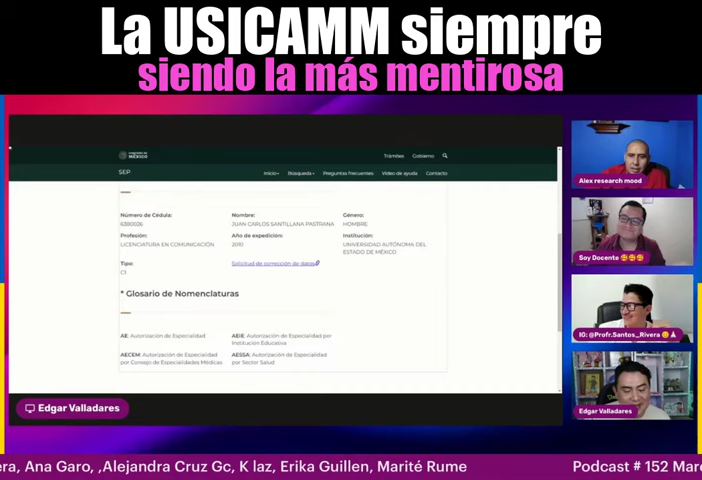 La USICAMM siempre
siendo la más mentirosa
GOBIERNO DE
MÉXICO
Trámites Gobierno
SEP
Inicio Búsqueda Preguntas frecuentes Video de ayuda Contacto
Número de Cédula: Nombre: Género:
6380026 JUAN CARLOS SANTILLANA PASTRANA HOMBRE
Profesión: Año de expedición: Institución:
LICENCIATURA EN COMUNICACIÓN 2010 UNIVERSIDAD AUTÓNOMA DEL
ESTADO DE MÉXICO
Tipo: Solicitud de corrección de datos
C1
* Glosario de Nomenclaturas
AE: Autorización de Especialidad AEIE: Autorización de Especialidad por
Institución Educativa
AECEM: Autorización de Especialidad AESSA: Autorización de Especialidad
por Consejo de Especialidades Médicas por Sector Salud
Edgar Valladares
Alex research mood
Soy Docente
IG: @Profr.Santos_Rivera
Edgar Valladares
era, Ana Garo, ,Alejandra Cruz Gc, K laz, Erika Guillen, Marité Rume Podcast # 152 Marc